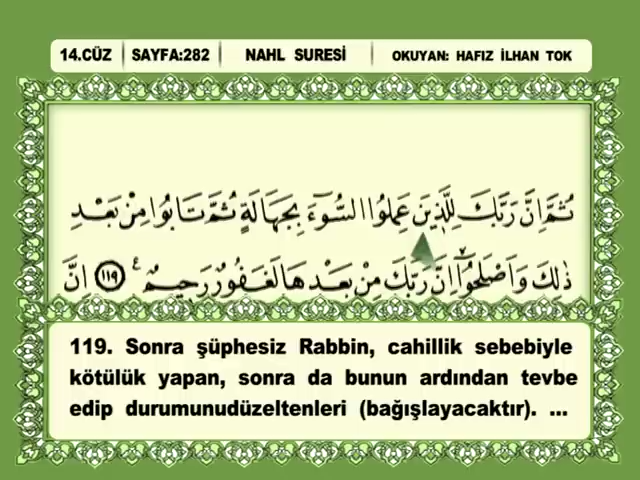 14.CÜZ SAYFA:282 NAHL SURESİ OKUYAN: HAFIZ İLHAN TOK
ثُمَّ اِنَّ رَبَّكَ لِلَّذٖينَ عَمِلُوا السُّٓوءَ بِجَهَالَةٍ ثُمَّ تَابُوا مِنْ بَعْدِ
ذٰلِكَ وَاَصْلَحُٓوا اِنَّ رَبَّكَ مِنْ بَعْدِهَا لَغَفُورٌ رَحٖيمٌ ﴿١١٩﴾ اِنَّ
119. Sonra şüphesiz Rabbin, cahillik sebebiyle
kötülük yapan, sonra da bunun ardından tevbe
edip durumunudüzeltenleri (bağışlayacaktır). ...